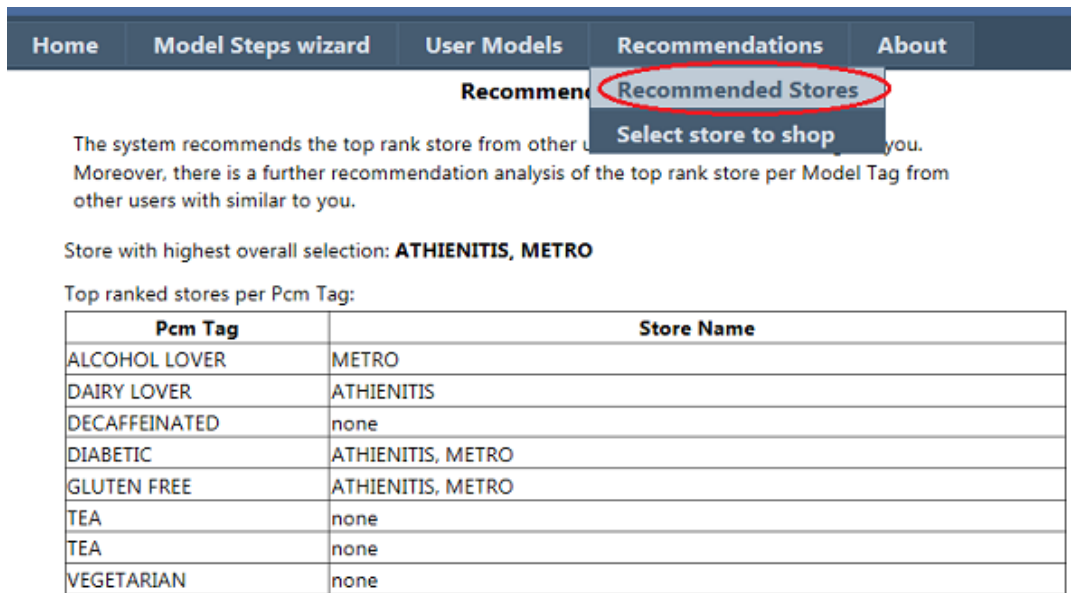 Home Model Steps wizard User Models Recommendations About
Recommend
Recommended Stores
Select store to shop
The system recommends the top rank store from other you.
Moreover, there is a further recommendation analysis of the top rank store per Model Tag from
other users with similar to you.
Store with highest overall selection: ATHIENITIS, METRO
Top ranked stores per Pcm Tag:
Pcm Tag Store Name
ALCOHOL LOVER METRO
DAIRY LOVER ATHIENITIS
DECAFFEINATED none
DIABETIC ATHIENITIS, METRO
GLUTEN FREE ATHIENITIS, METRO
TEA none
TEA none
VEGETARIAN none